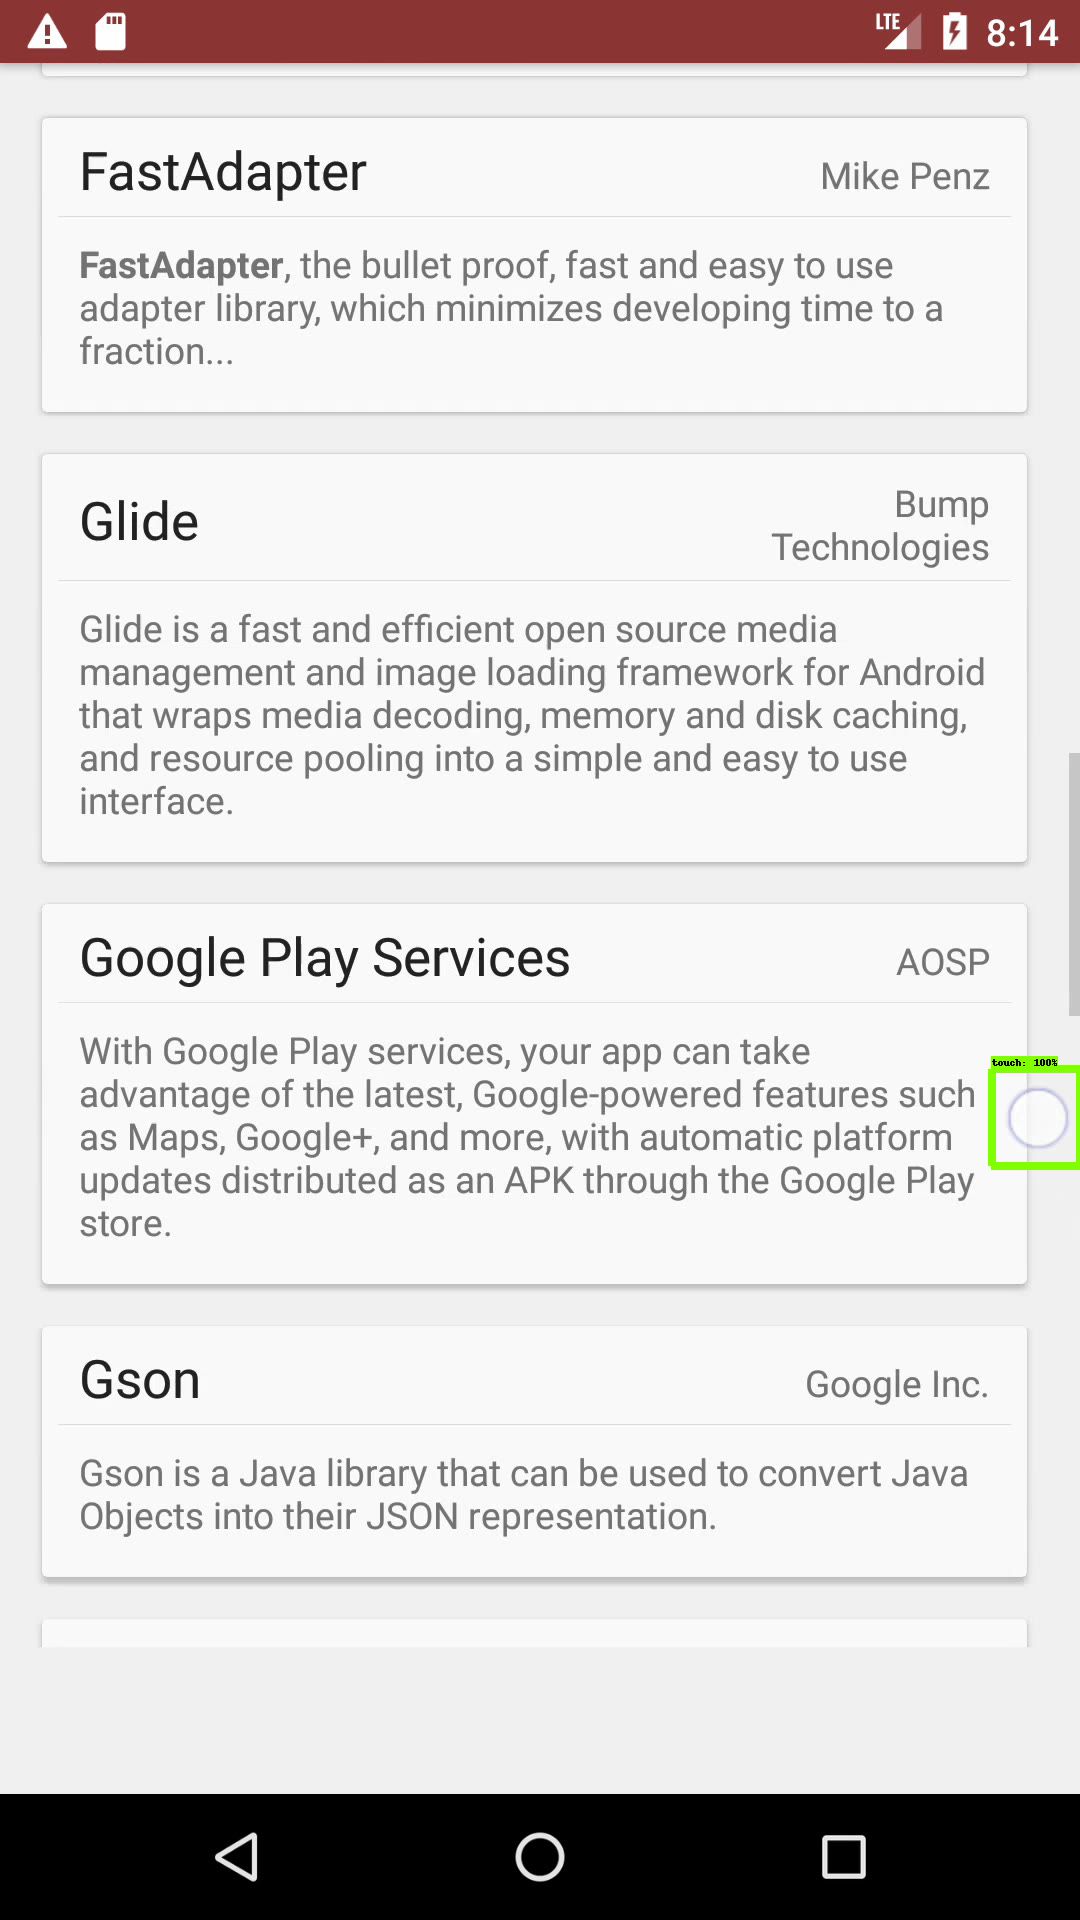 LTE 8:14
FastAdapter Mike Penz
FastAdapter, the bullet proof, fast and easy to use
adapter library, which minimizes developing time to a
fraction...
Glide Bump
Technologies
Glide is a fast and efficient open source media
management and image loading framework for Android
that wraps media decoding, memory and disk caching,
and resource pooling into a simple and easy to use
interface.
Google Play Services AOSP
With Google Play services, your app can take
advantage of the latest, Google-powered features such
as Maps, Google+, and more, with automatic platform
updates distributed as an APK through the Google Play
store.
touch: 100%
Gson Google Inc.
Gson is a Java library that can be used to convert Java
Objects into their JSON representation.